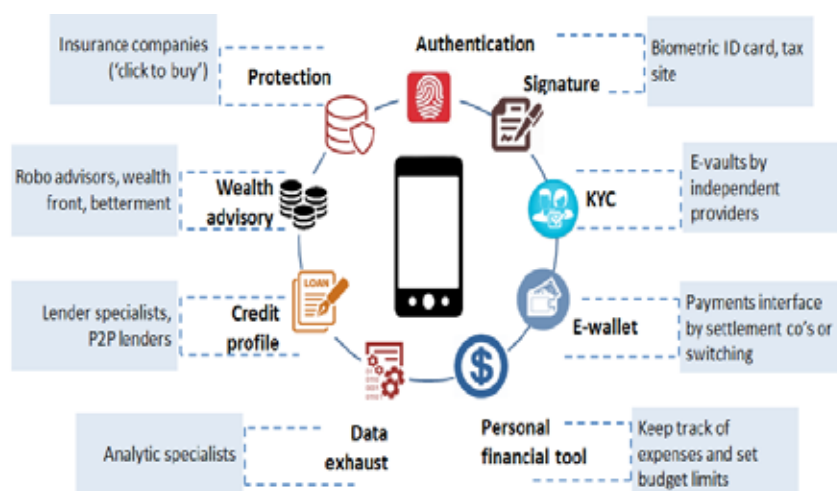 Insurance companies
('click to buy')
Protection
Authentication
Signature
Biometric ID card, tax
site
Robo advisors, wealth
front, betterment
Wealth
advisory
KYC
E-vaults by
independent
providers
Lender specialists,
P2P lenders
Credit
profile
LOAN
E-wallet
Payments interface
by settlement co's or
switching
Analytic specialists
Data
exhaust
$
Personal
financial tool
Keep track of
expenses and set
budget limits